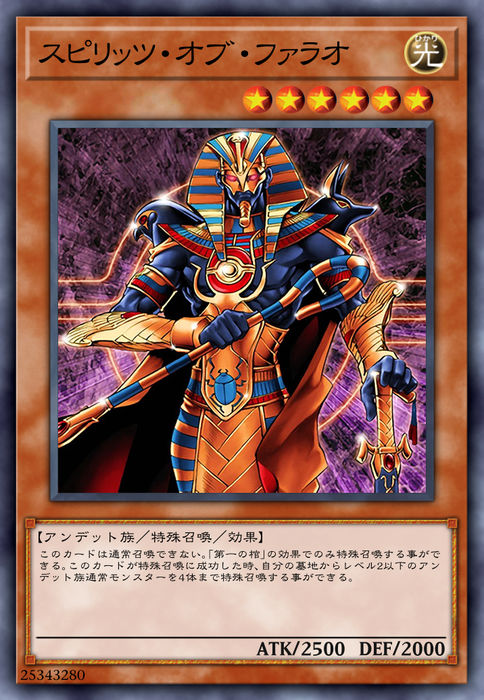 スピリッツ・オブ・ファラオ
ひかり
光
【アンデット族／特殊召喚／効果】
このカードは通常召喚できない。「第一の棺」の効果でのみ特殊召喚する事がで
きる。このカードが特殊召喚に成功した時、自分の墓地からレベル2以下のアン
デット族通常モンスターを4体まで特殊召喚する事ができる。
ATK/2500 DEF/2000
25343280